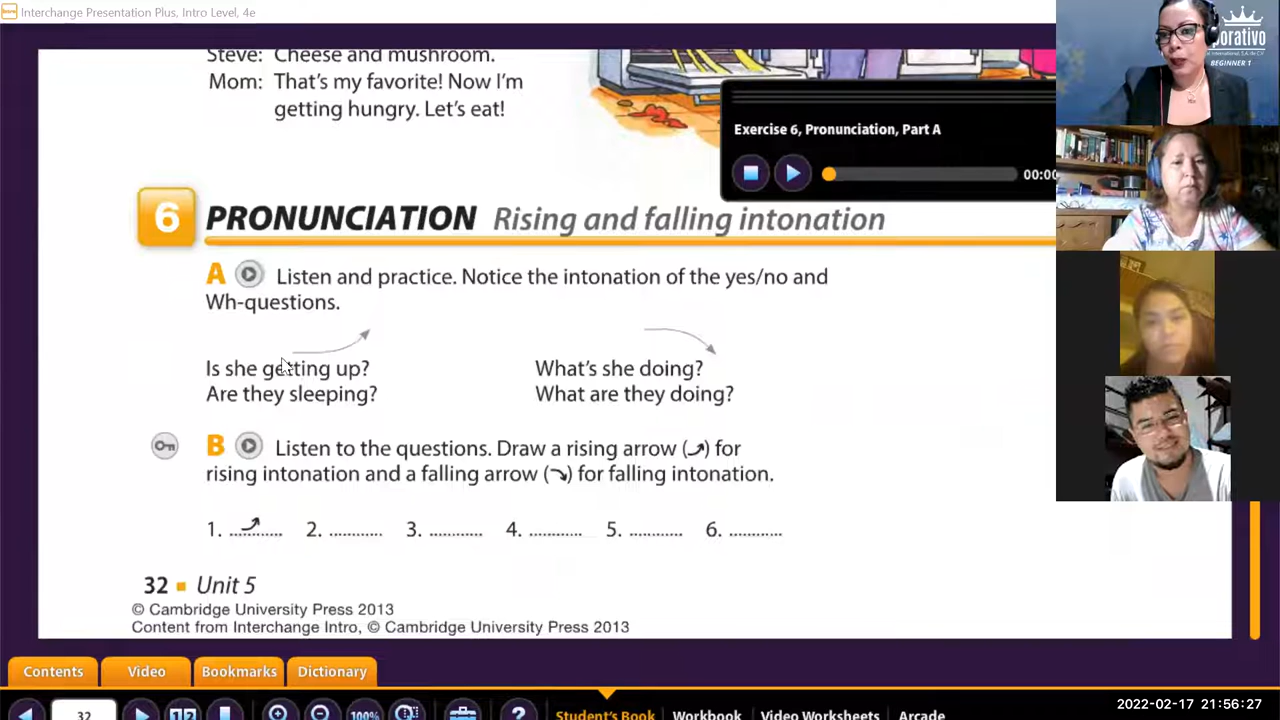 Interchange Presentation Plus, Intro Level, 4e
Steve: Cheese and mushroom.
Mom: That's my favorite! Now I'm
getting hungry. Let's eat!
Exercise 6, Pronunciation, Part A
00:00
6 PRONUNCIATION Rising and falling intonation
A Listen and practice. Notice the intonation of the yes/no and
Wh-questions.
Is she getting up? What's she doing?
Are they sleeping? What are they doing?
B Listen to the questions. Draw a rising arrow (⤴) for
rising intonation and a falling arrow (⤵) for falling intonation.
1. ............ 2. ............ 3. ............ 4. ............ 5. ............ 6. ............
32 ▪ Unit 5
© Cambridge University Press 2013
Content from Interchange Intro, © Cambridge University Press 2013
Contents Video Bookmarks Dictionary
32 1 2 100% ? Student's Book Workbook Video Worksheets Arcade
porativo
BEGINNER 1
2022-02-17 21:56:27